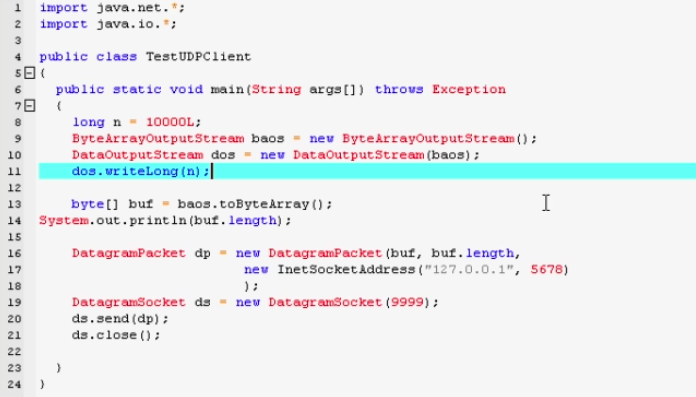 1 import java.net.*;
2 import java.io.*;
3
4 public class TestUDPClient
5 {
6 public static void main(String args[]) throws Exception
7 {
8 long n = 10000L;
9 ByteArrayOutputStream baos = new ByteArrayOutputStream();
10 DataOutputStream dos = new DataOutputStream(baos);
11 dos.writeLong(n);
12
13 byte[] buf = baos.toByteArray();
14 System.out.println(buf.length);
15
16 DatagramPacket dp = new DatagramPacket(buf, buf.length,
17 new InetSocketAddress("127.0.0.1", 5678)
18 );
19 DatagramSocket ds = new DatagramSocket(9999);
20 ds.send(dp);
21 ds.close();
22
23 }
24 }